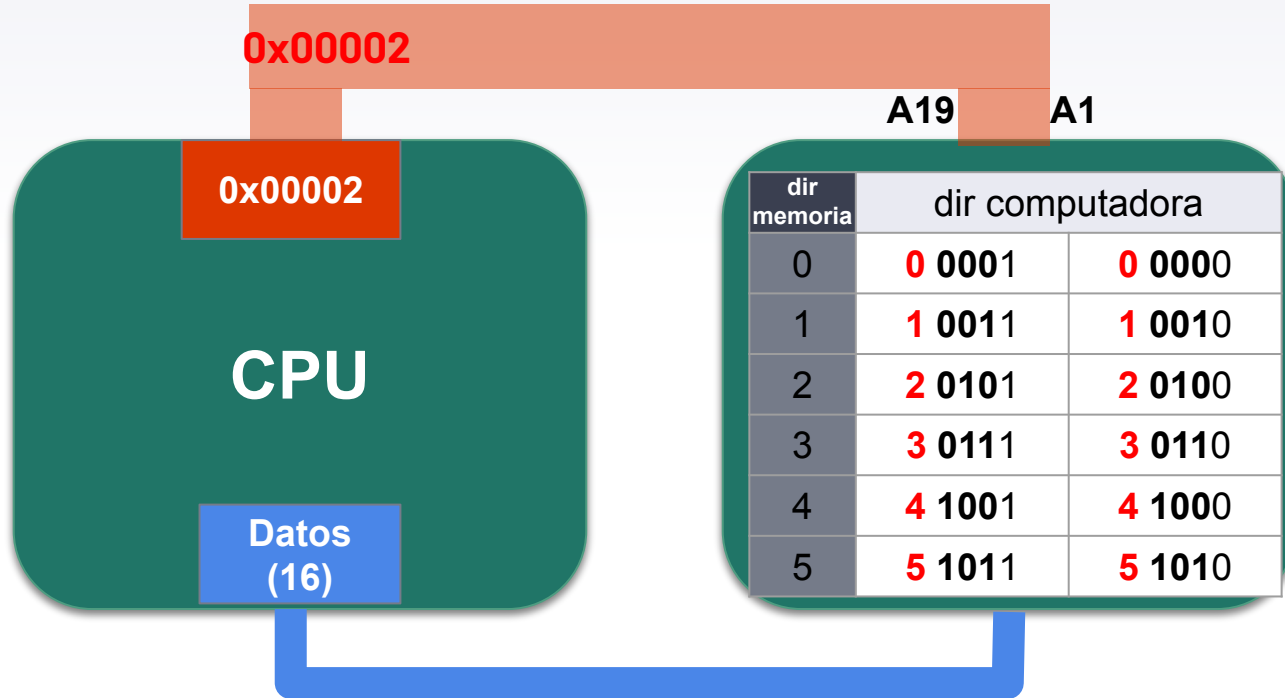 0x00002
A19 A1
0x00002
dir memoria dir computadora
0 0 0001 0 0000
1 1 0011 1 0010
2 2 0101 2 0100
3 3 0111 3 0110
4 4 1001 4 1000
5 5 1011 5 1010
CPU
Datos
(16)